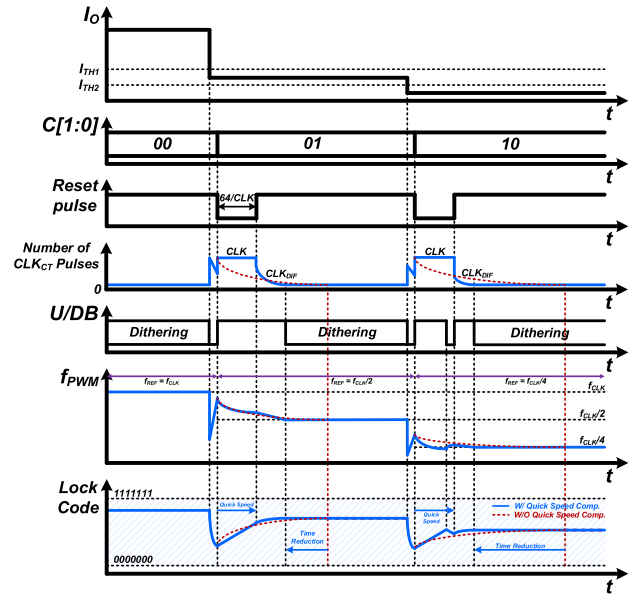 I_O
I_TH1
I_TH2
t
C[1:0]
00 01 10
t
Reset
pulse
64/CLK
t
Number of
CLK_CT Pulses
0
CLK CLK_DIF CLK CLK_DIF
t
U/DB
Dithering Dithering Dithering
t
f_PWM
f_REF = f_CLK f_REF = f_CLK/2 f_REF = f_CLK/4
f_CLK
f_CLK/2
f_CLK/4
t
Lock
Code
1111111
0000000
Quick Speed
Time
Reduction
Quick
Speed
Time Reduction
W/ Quick Speed Comp.
W/O Quick Speed Comp.
t